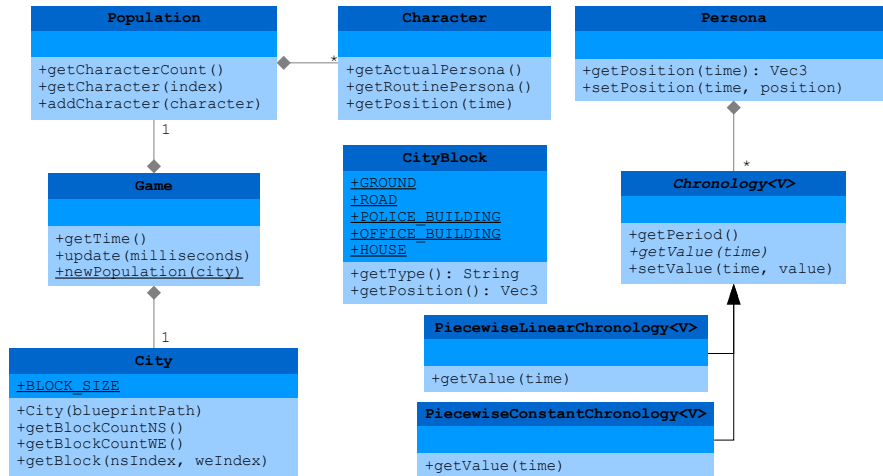 Population
+getCharacterCount()
+getCharacter(index)
+addCharacter(character)
*
Character
+getActualPersona()
+getRoutinePersona()
+getPosition(time)
Persona
+getPosition(time): Vec3
+setPosition(time, position)
1
*
Game
+getTime()
+update(milliseconds)
+newPopulation(city)
CityBlock
+GROUND
+ROAD
+POLICE_BUILDING
+OFFICE_BUILDING
+HOUSE
+getType(): String
+getPosition(): Vec3
Chronology<V>
+getPeriod()
+getValue(time)
+setValue(time, value)
1
City
+BLOCK_SIZE
+City(blueprintPath)
+getBlockCountNS()
+getBlockCountWE()
+getBlock(nsIndex, weIndex)
PiecewiseLinearChronology<V>
+getValue(time)
PiecewiseConstantChronology<V>
+getValue(time)